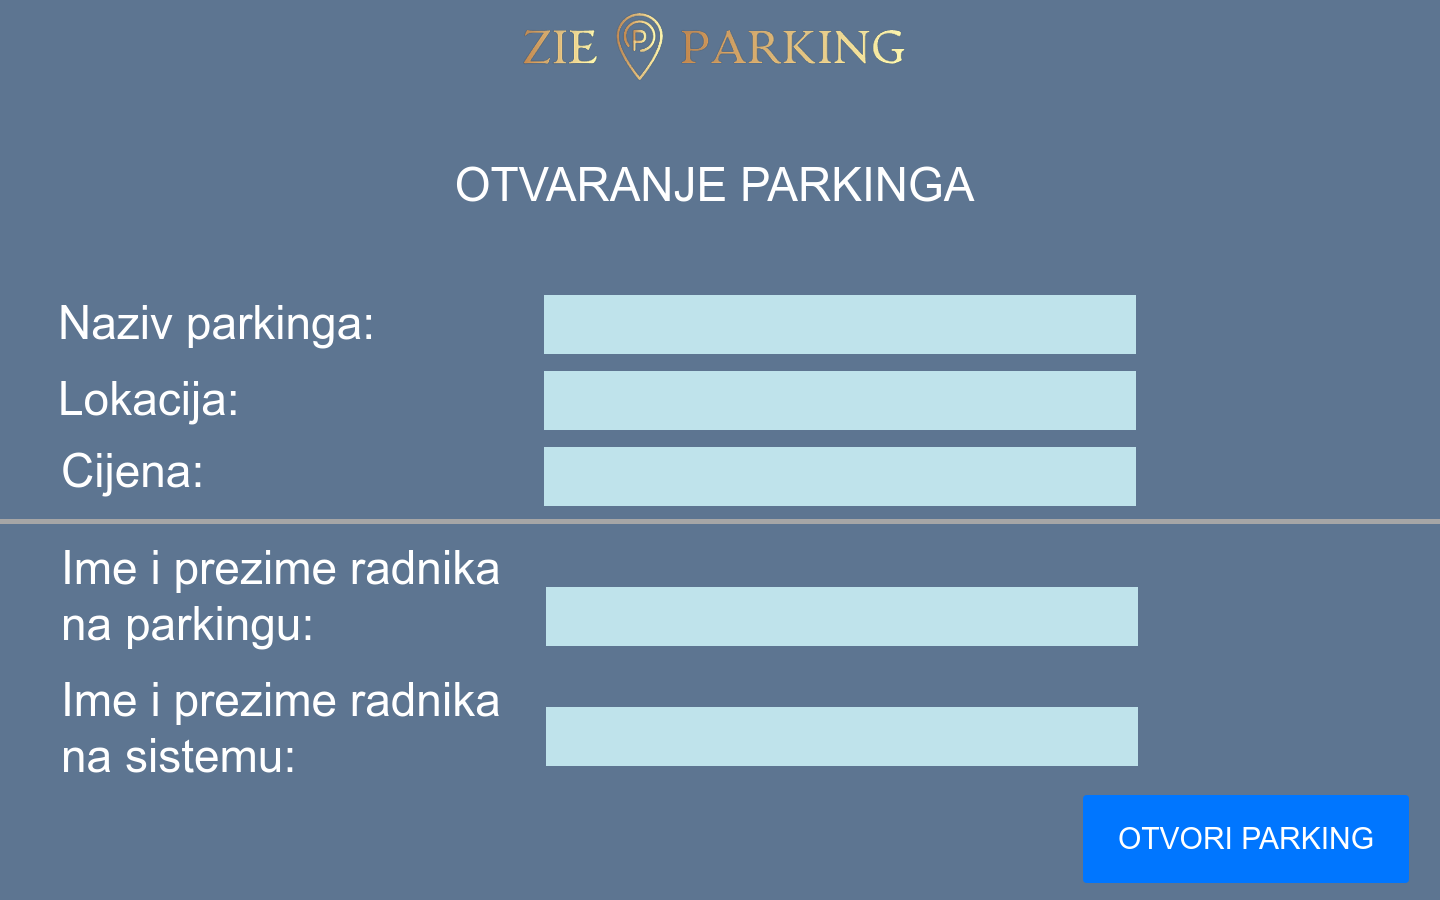 ZIE PARKING
OTVARANJE PARKINGA
Naziv parkinga:
Lokacija:
Cijena:
Ime i prezime radnika
na parkingu:
Ime i prezime radnika
na sistemu:
OTVORI PARKING